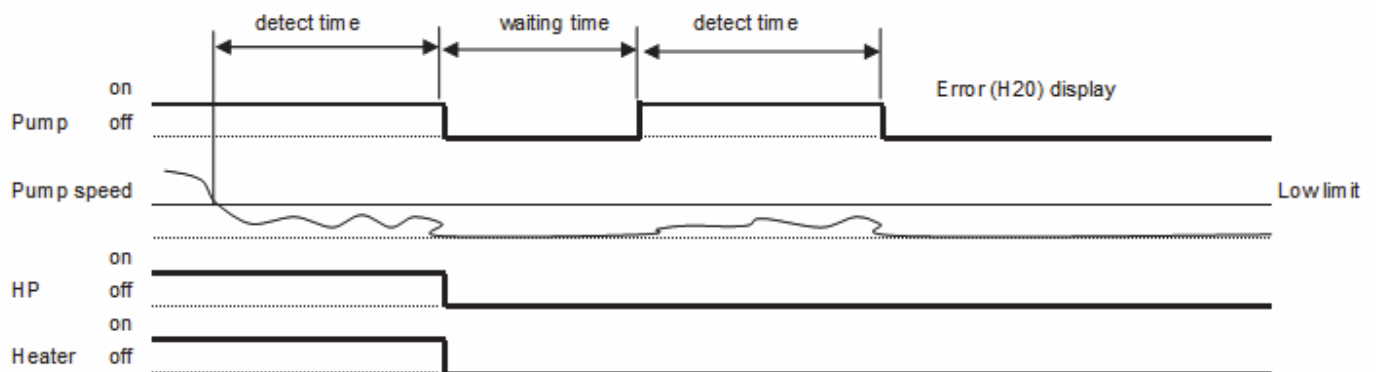 detect time waiting time detect time
on Error (H20) display
Pump off
Pump speed Low limit
on
HP off
on
Heater off